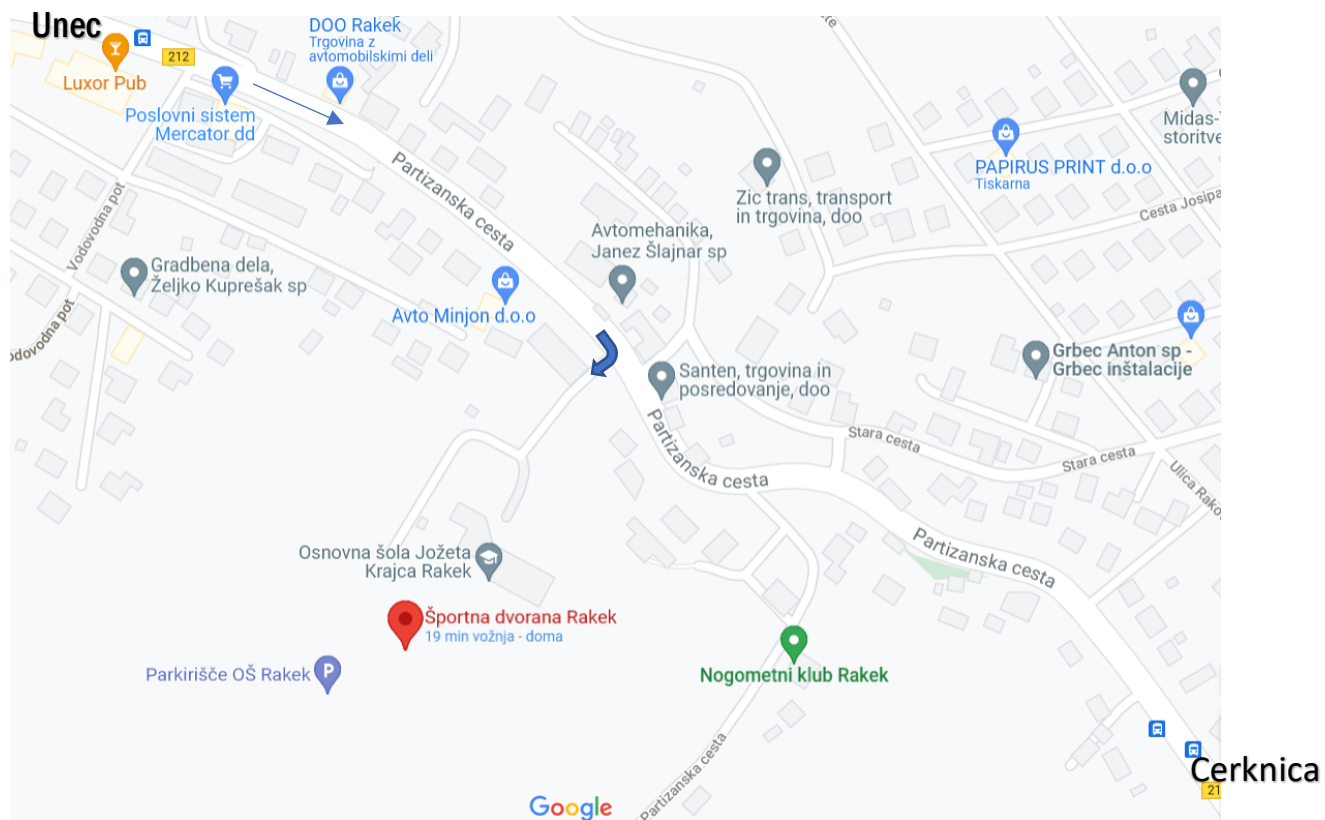 Unec
DOO Rakek
Trgovina z
avtomobilskimi deli
212
Luxor Pub
Poslovni sistem
Mercator dd
Midas-
storitve
PAPIRUS PRINT d.o.o
Tiskarna
Partizanska cesta
Zic trans, transport
in trgovina, doo
Cesta Josipa
Vodovodna pot
Avtomehanika,
Janez Šlajnar sp
Gradbena dela,
Željko Kuprešak sp
Avto Minjon d.o.o
odovodna pot
Grbec Anton sp -
Grbec inštalacije
Santen, trgovina in
posredovanje, doo
Stara cesta
Stara cesta
Partizanska cesta
Ulica Rako
Partizanska cesta
Osnovna šola Jožeta
Krajca Rakek
Športna dvorana Rakek
19 min vožnja - doma
Parkirišče OŠ Rakek
P
Nogometni klub Rakek
Partizanska cesta
Cerknica
21
Google